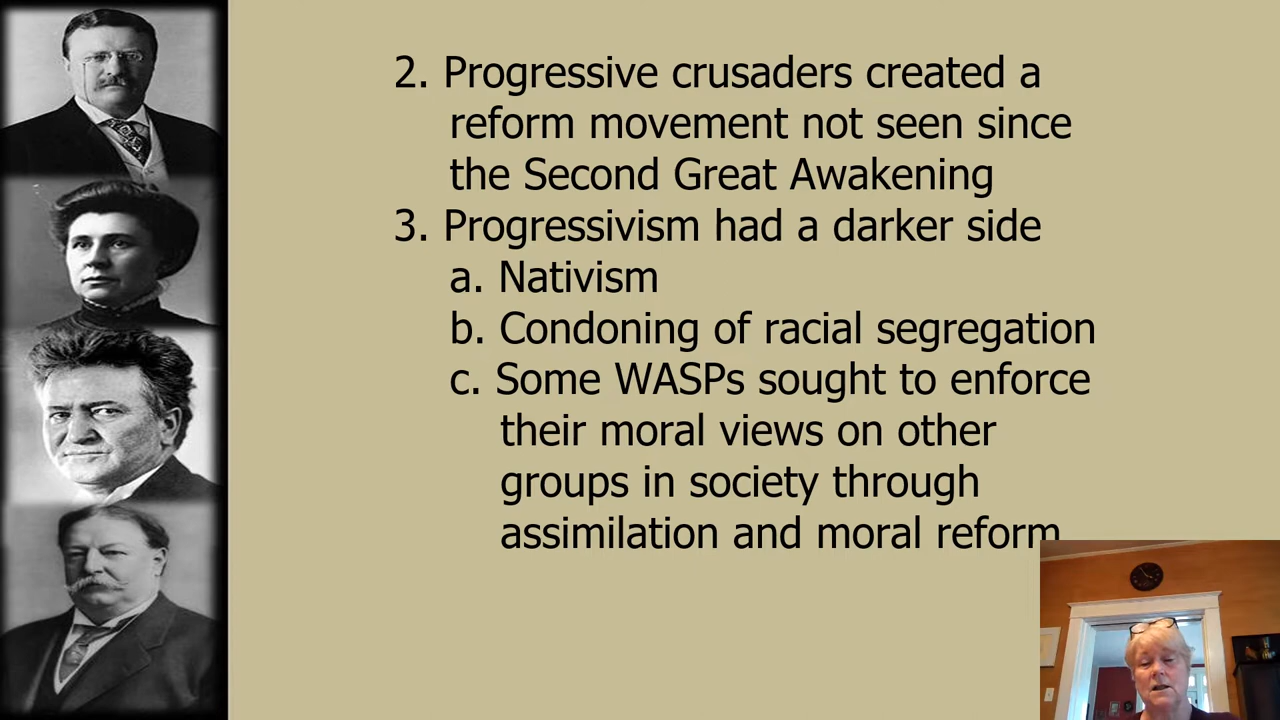 2. Progressive crusaders created a
reform movement not seen since
the Second Great Awakening
3. Progressivism had a darker side
a. Nativism
b. Condoning of racial segregation
c. Some WASPs sought to enforce
their moral views on other
groups in society through
assimilation and moral reform